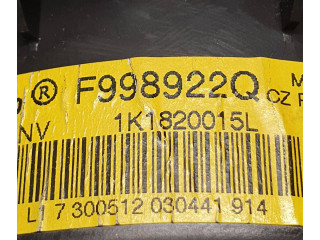 ® F998922Q M
NV 1K1820015L CZ
L1 7 300512 030441 914